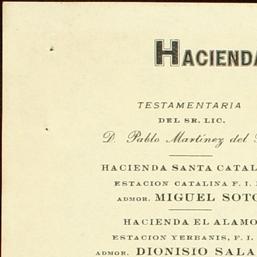 HACIENDA
TESTAMENTARIA
DEL SR. LIC.
D. Pablo Martínez del
HACIENDA SANTA CATAL
ESTACION CATALINA F. I.
ADMOR. MIGUEL SOTO
HACIENDA EL ALAMO
ESTACION YERBANIS, F. I.
ADMOR. DIONISIO SALA